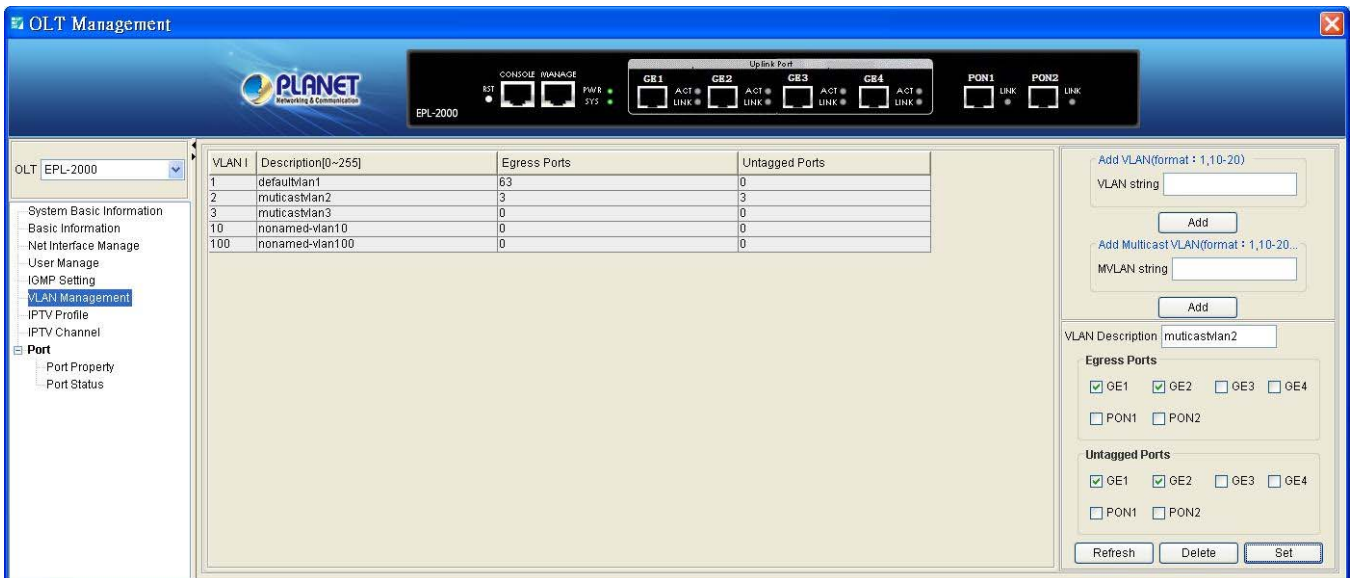 OLT Management
PLANET
Networking & Communication
EPL-2000
RST
CONSOLE MANAGE
PWR
SYS
Uplink Port
GE1 GE2 GE3 GE4
ACT ACT ACT ACT
LINK LINK LINK LINK
PON1 PON2
LINK LINK
OLT EPL-2000
System Basic Information
Basic Information
Net Interface Manage
User Manage
IGMP Setting
VLAN Management
IPTV Profile
IPTV Channel
Port
Port Property
Port Status
VLAN I Description[0~255] Egress Ports Untagged Ports
1 defaultvlan1 63 0
2 muticastvlan2 3 3
3 muticastvlan3 0 0
10 nonamed-vlan10 0 0
100 nonamed-vlan100 0 0
Add VLAN(format：1,10-20)
VLAN string
Add
Add Multicast VLAN(format：1,10-20...
MVLAN string
Add
VLAN Description muticastvlan2
Egress Ports
GE1 GE2 GE3 GE4
PON1 PON2
Untagged Ports
GE1 GE2 GE3 GE4
PON1 PON2
Refresh Delete Set